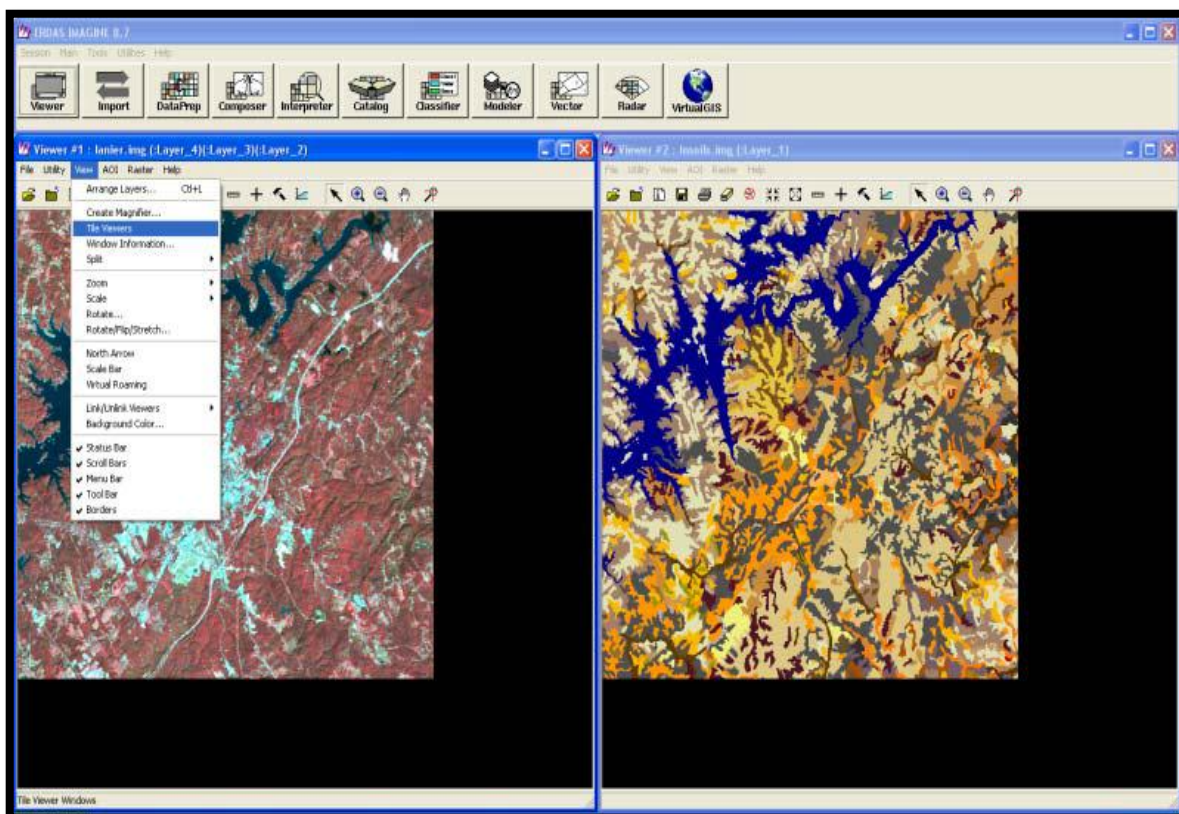 ERDAS IMAGINE 8.7
Session Main Tools Utilities Help
Viewer Import DataPrep Composer Interpreter Catalog Classifier Modeler Vector Radar VirtualGIS
Viewer #1 : lanier.img (:Layer_4)(:Layer_3)(:Layer_2)
File Utility View AOI Raster Help
Arrange Layers... Ctl+L
Create Magnifier...
Tile Viewers
Window Information...
Split
Zoom
Scale
Rotate...
Rotate/Flip/Stretch...
North Arrow
Scale Bar
Virtual Roaming
Link/Unlink Viewers
Background Color...
Status Bar
Scroll Bars
Menu Bar
Tool Bar
Borders
Tile Viewer Windows
Viewer #2 : lnsoils.img (:Layer_1)
File Utility View AOI Raster Help